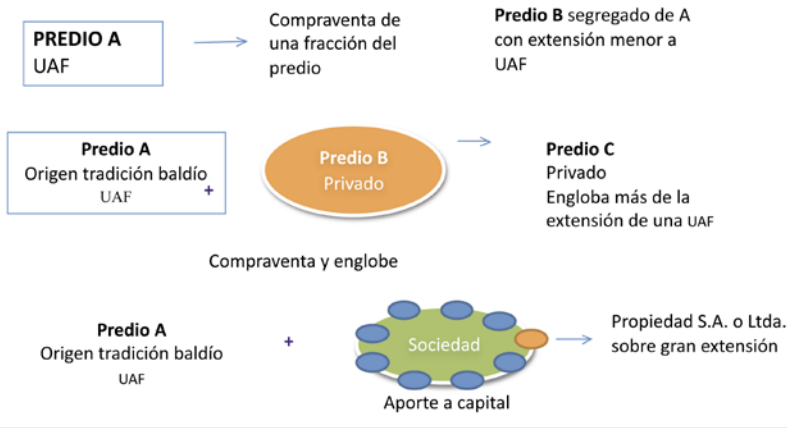 PREDIO A
UAF
Compraventa de
una fracción del
predio
Predio B segregado de A
con extensión menor a
UAF
Predio A
Origen tradición baldío
UAF
+
Predio B
Privado
Predio C
Privado
Engloba más de la
extensión de una UAF
Compraventa y englobe
Predio A
Origen tradición baldío
UAF
+
Sociedad
Aporte a capital
Propiedad S.A. o Ltda.
sobre gran extensión